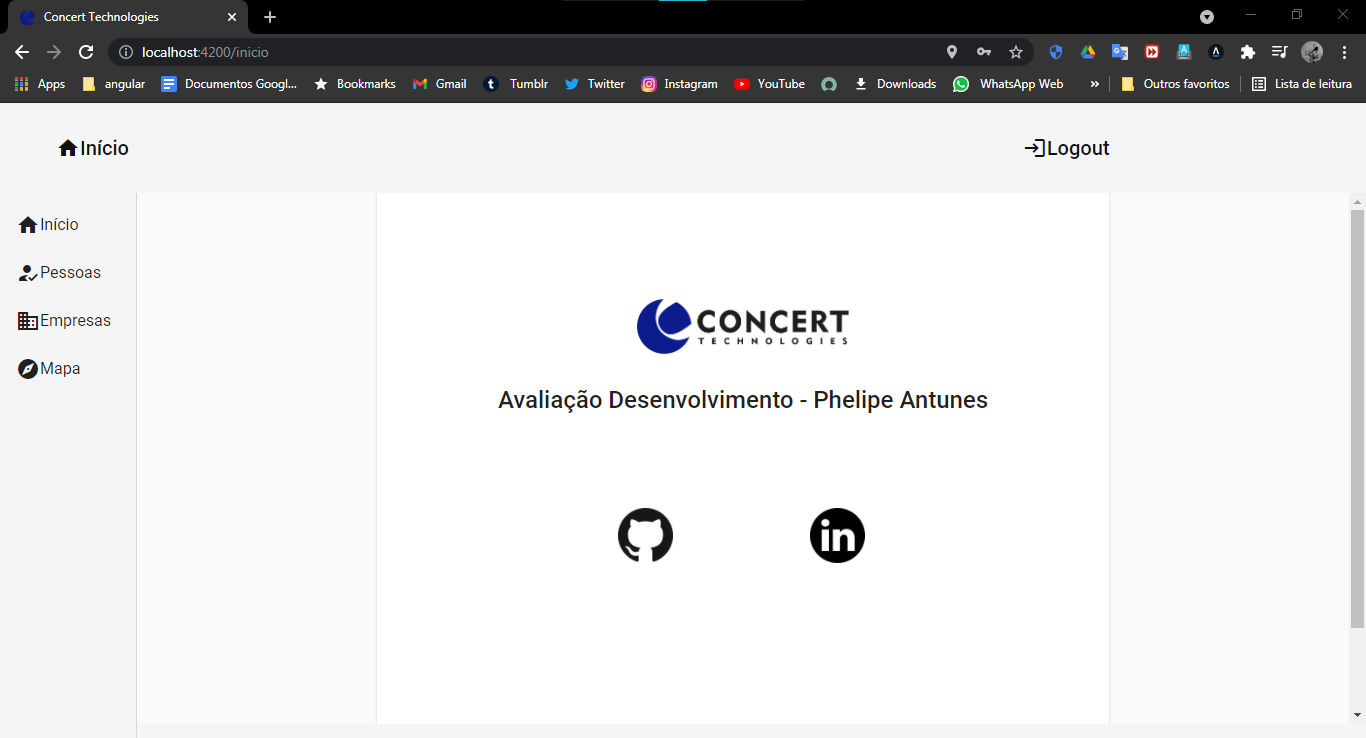 Concert Technologies
localhost:4200/inicio
Apps angular Documentos Googl... Bookmarks Gmail Tumblr Twitter Instagram YouTube Downloads WhatsApp Web » Outros favoritos Lista de leitura
Início Logout
Início
Pessoas
Empresas
Mapa
CONCERT
TECHNOLOGIES
Avaliação Desenvolvimento - Phelipe Antunes
in